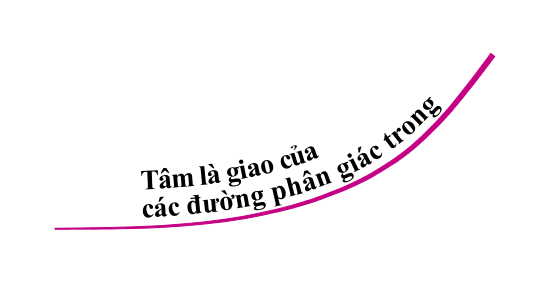 Tâm là giao của
các đường phân giác trong